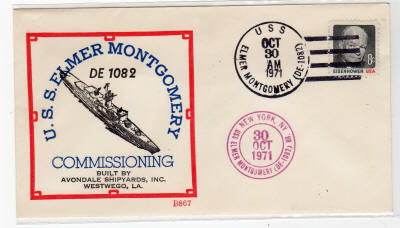 U.S.S. ELMER MONTGOMERY
DE 1082
COMMISSIONING
BUILT BY
AVONDALE SHIPYARDS, INC.
WESTWEGO, LA.
B867
USS
OCT
30
AM
1971
ELMER MONTGOMERY (DE-1082)
EISENHOWER USA
8c
NEW YORK, NY
30
OCT
1971
USS ELMER MONTGOMERY (DE-1082)